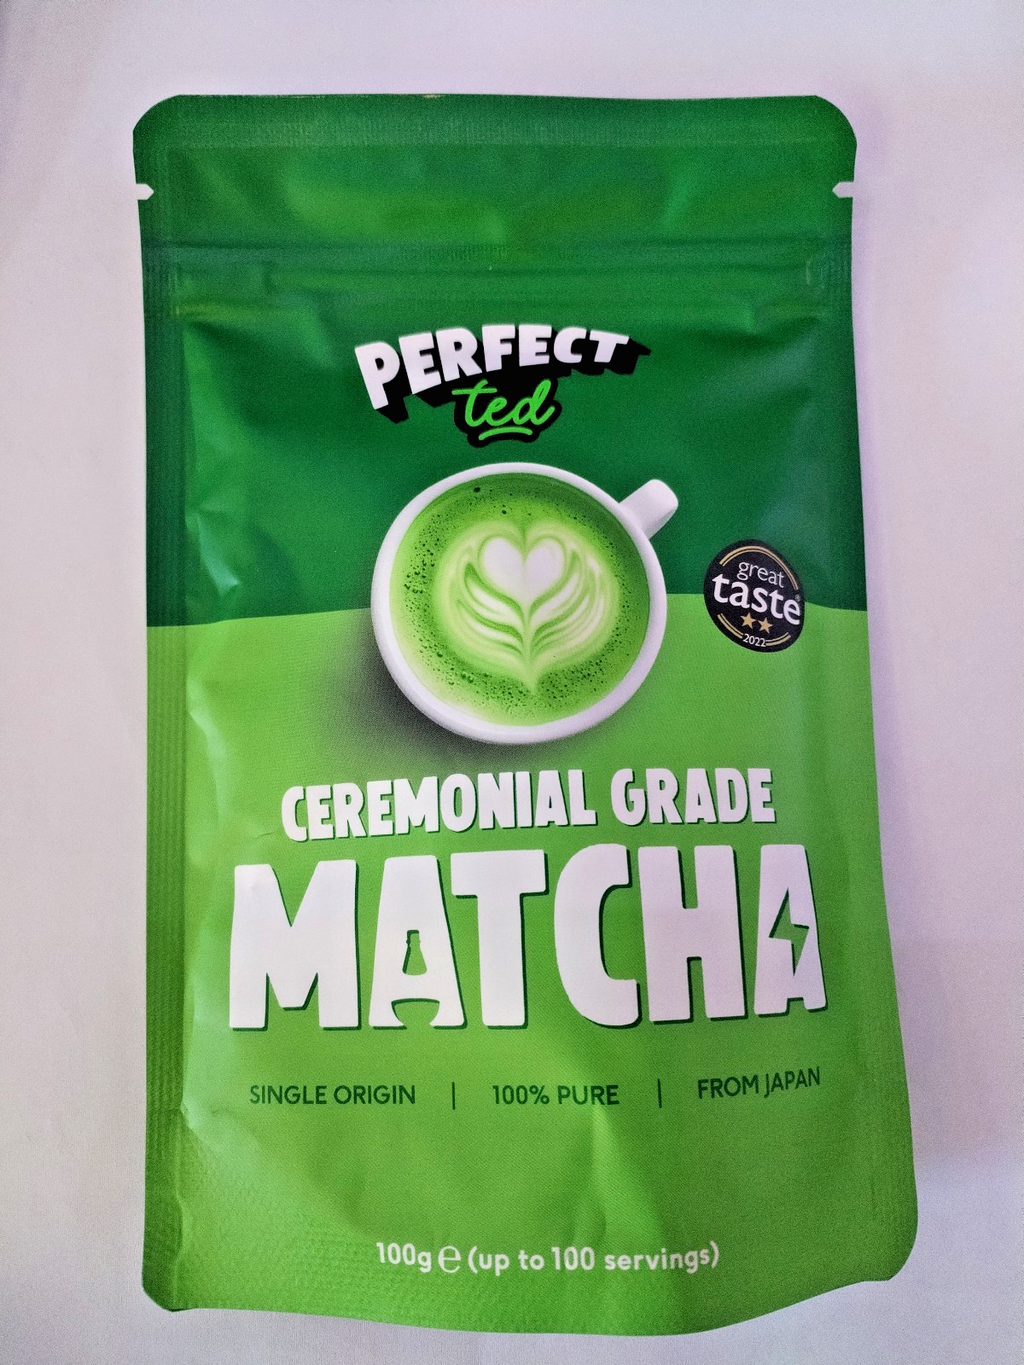 PERFECT
ted
great
taste
2022
CEREMONIAL GRADE
MATCHA
SINGLE ORIGIN | 100% PURE | FROM JAPAN
100g ℮ (up to 100 servings)